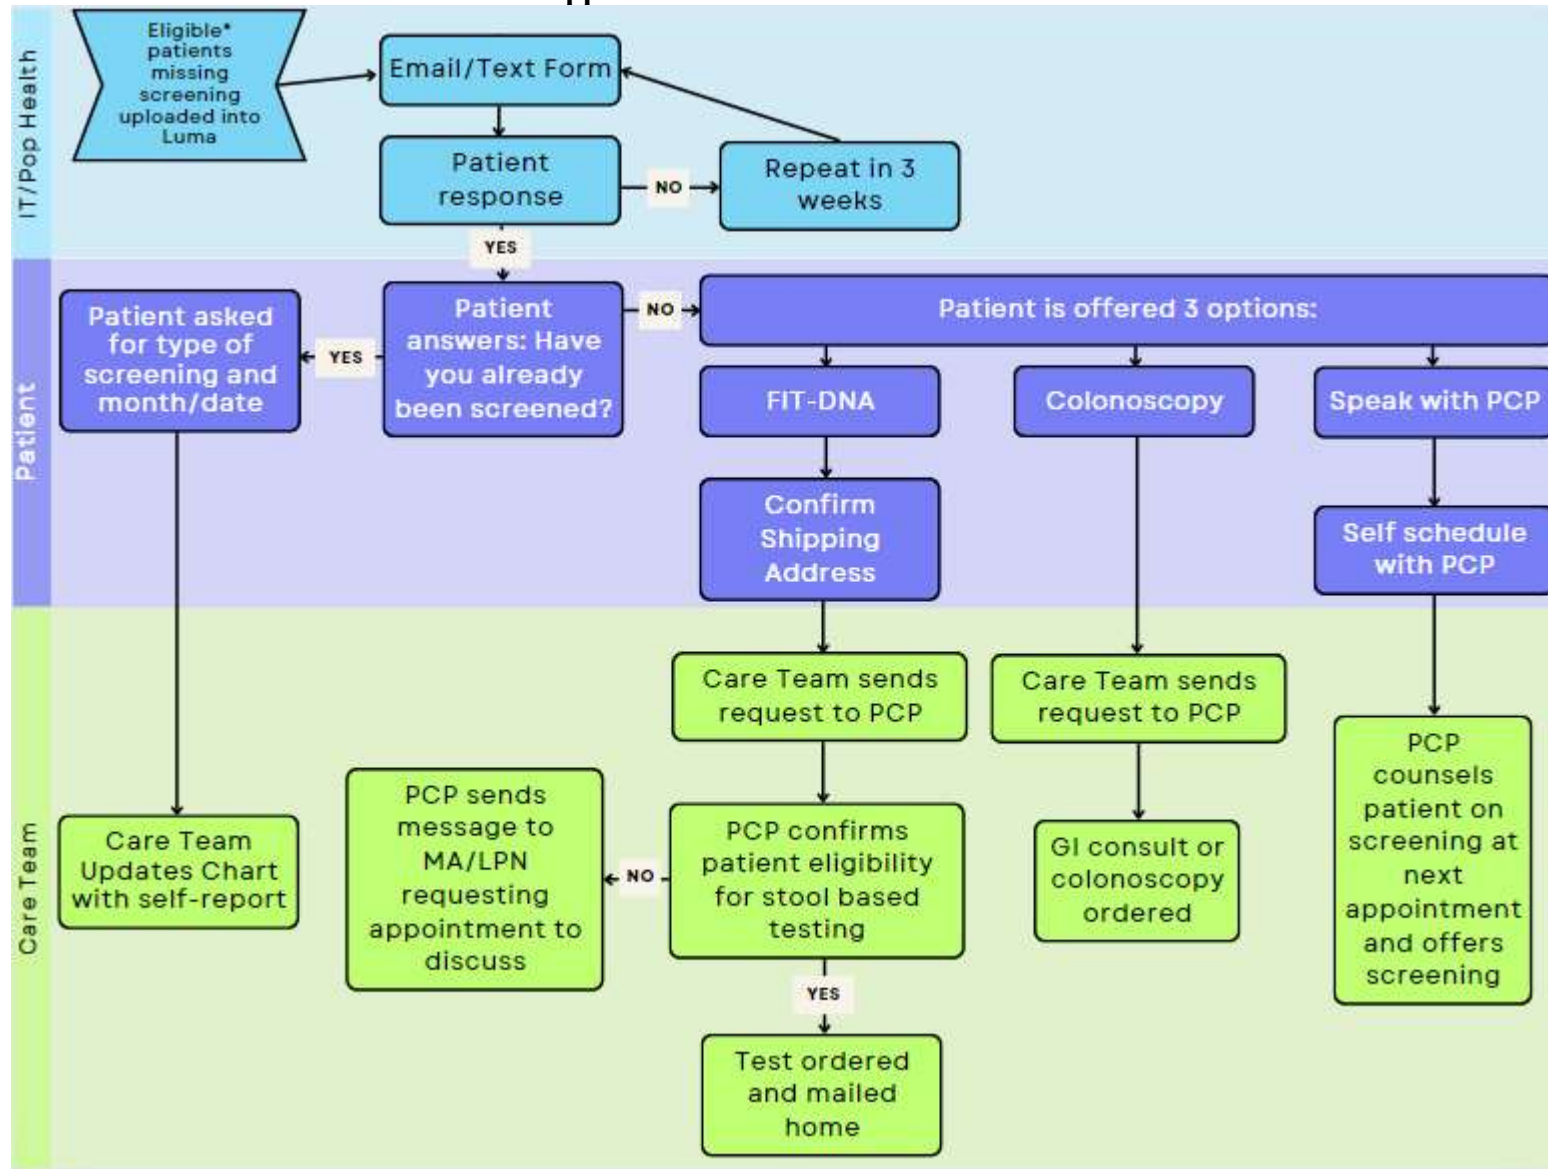 IT/Pop Health
Eligible*
patients
missing
screening
uploaded into
Luma
Email/Text Form
Patient
response
NO
Repeat in 3
weeks
YES
Patient
Patient asked
for type of
screening and
month/date
YES
Patient
answers: Have
you already
been screened?
NO
Patient is offered 3 options:
FIT-DNA
Colonoscopy
Speak with PCP
Confirm
Shipping
Address
Self schedule
with PCP
Care Team
Care Team
Updates Chart
with self-report
Care Team sends
request to PCP
Care Team sends
request to PCP
PCP sends
message to
MA/LPN
requesting
appointment to
discuss
NO
PCP confirms
patient eligibility
for stool based
testing
GI consult or
colonoscopy
ordered
PCP
counsels
patient on
screening at
next
appointment
and offers
screening
YES
Test ordered
and mailed
home